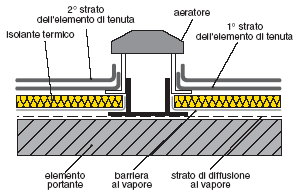 2° strato
dell'elemento di tenuta
aeratore
1° strato
dell'elemento di tenuta
isolante termico
elemento
portante
barriera
al vapore
strato di diffusione
al vapore